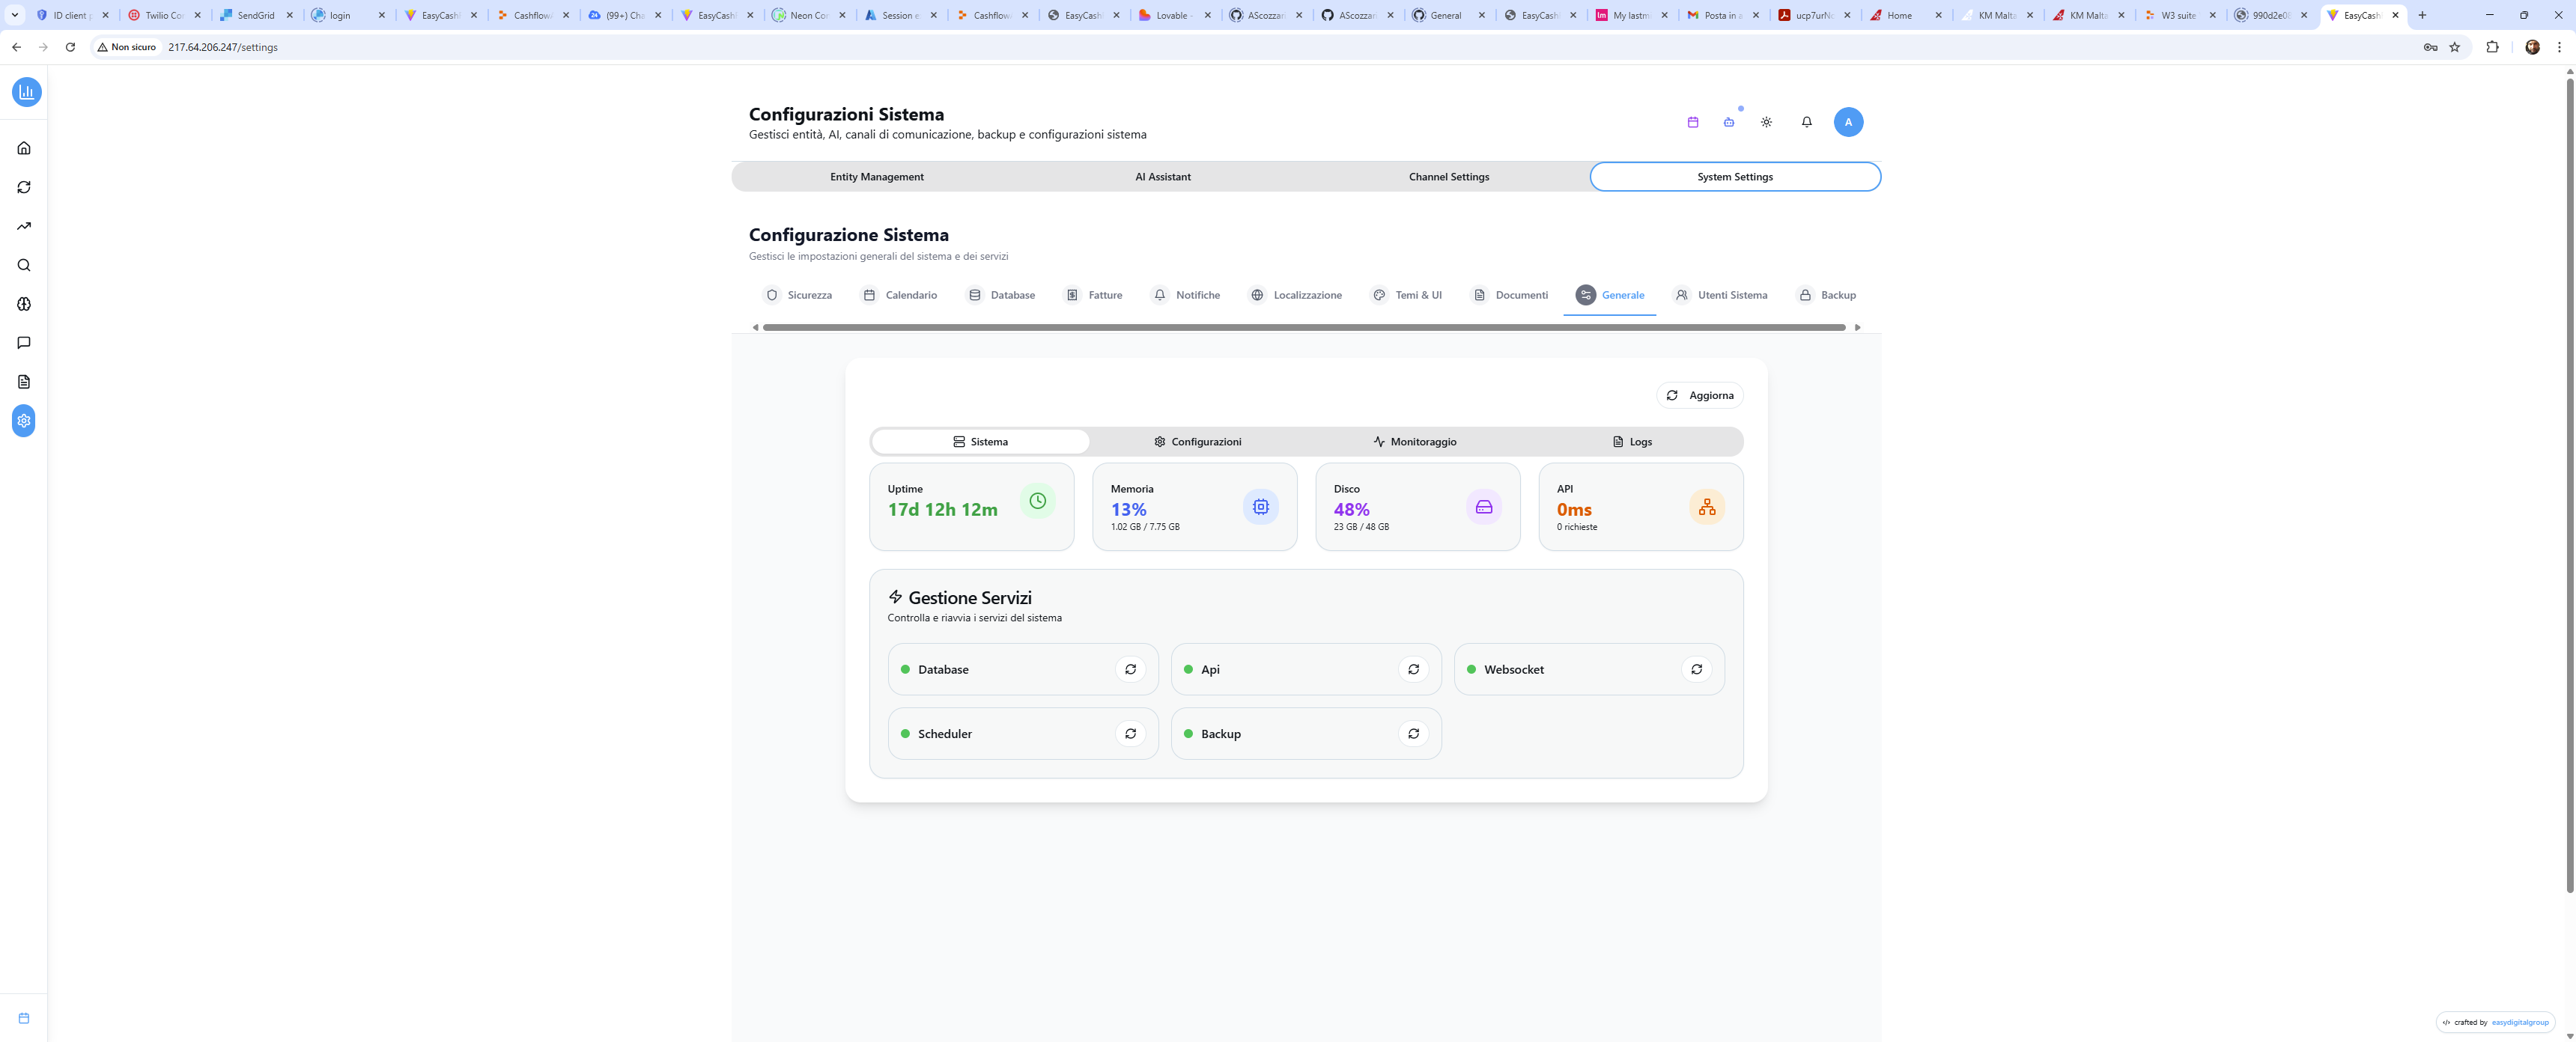 ID client p
Twilio Co
SendGrid
login
EasyCash
Cashflow
(99+) Cha
EasyCash
Neon Cor
Session e
Cashflow
EasyCash
Lovable -
AScozzari
AScozzari
General
EasyCash
My lastm
Posta in a
ucp7urNo
Home
KM Malta
KM Malta
W3 suite
990d2e08
EasyCash
Non sicuro
217.64.206.247/settings
Configurazioni Sistema
Gestisci entità, AI, canali di comunicazione, backup e configurazioni sistema
A
Entity Management
AI Assistant
Channel Settings
System Settings
Configurazione Sistema
Gestisci le impostazioni generali del sistema e dei servizi
Sicurezza
Calendario
Database
Fatture
Notifiche
Localizzazione
Temi & UI
Documenti
Generale
Utenti Sistema
Backup
Aggiorna
Sistema
Configurazioni
Monitoraggio
Logs
Uptime
17d 12h 12m
Memoria
13%
1.02 GB / 7.75 GB
Disco
48%
23 GB / 48 GB
API
0ms
0 richieste
Gestione Servizi
Controlla e riavvia i servizi del sistema
Database
Api
Websocket
Scheduler
Backup
crafted by easydigitalgroup